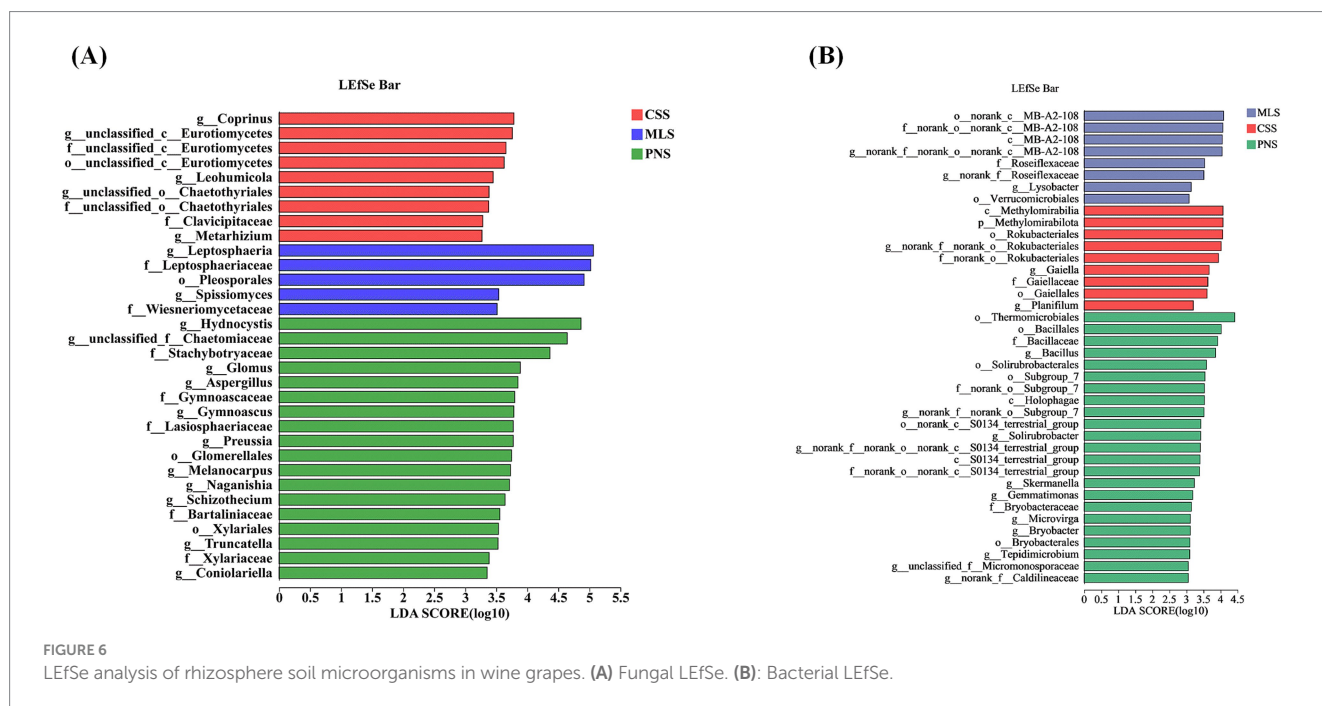 (A)
LEfSe Bar
g__Coprinus
g__unclassified_c__Eurotiomycetes
f__unclassified_c__Eurotiomycetes
o__unclassified_c__Eurotiomycetes
g__Leohumicola
g__unclassified_o__Chaetothyriales
f__unclassified_o__Chaetothyriales
f__Clavicipitaceae
g__Metarhizium
g__Leptosphaeria
f__Leptosphaeriaceae
o__Pleosporales
g__Spissiomyces
f__Wiesneriomycetaceae
g__Hydnocystis
g__unclassified_f__Chaetomiaceae
f__Stachybotryaceae
g__Glomus
g__Aspergillus
f__Gymnoascaceae
g__Gymnoascus
f__Lasiosphaeriaceae
g__Preussia
o__Glomerellales
g__Melanocarpus
g__Naganishia
g__Schizothecium
f__Bartaliniaceae
o__Xylariales
g__Truncatella
f__Xylariaceae
g__Coniolariella
0 0.5 1 1.5 2 2.5 3 3.5 4 4.5 5 5.5
LDA SCORE(log10)
CSS
MLS
PNS
(B)
LEfSe Bar
o__norank_c__MB-A2-108
f__norank_o__norank_c__MB-A2-108
c__MB-A2-108
g__norank_f__norank_o__norank_c__MB-A2-108
f__Roseiflexaceae
g__norank_f__Roseiflexaceae
g__Lysobacter
o__Verrucomicrobiales
c__Methylomirabilia
p__Methylomirabilota
o__Rokubacteriales
g__norank_f__norank_o__Rokubacteriales
f__norank_o__Rokubacteriales
g__Gaiella
f__Gaiellaceae
o__Gaiellales
g__Planifilum
o__Thermomicrobiales
o__Bacillales
f__Bacillaceae
g__Bacillus
o__Solirubrobacterales
o__Subgroup_7
f__norank_o__Subgroup_7
c__Holophagae
g__norank_f__norank_o__Subgroup_7
o__norank_c__S0134_terrestrial_group
g__Solirubrobacter
g__norank_f__norank_o__norank_c__S0134_terrestrial_group
c__S0134_terrestrial_group
f__norank_o__norank_c__S0134_terrestrial_group
g__Skermanella
g__Gemmatimonas
f__Bryobacteraceae
g__Microvirga
g__Bryobacter
o__Bryobacterales
g__Tepidimicrobium
g__unclassified_f__Micromonosporaceae
g__norank_f__Caldilineaceae
0 0.5 1 1.5 2 2.5 3 3.5 4 4.5
LDA SCORE(log10)
MLS
CSS
PNS
FIGURE 6
LEfSe analysis of rhizosphere soil microorganisms in wine grapes. (A) Fungal LEfSe. (B): Bacterial LEfSe.